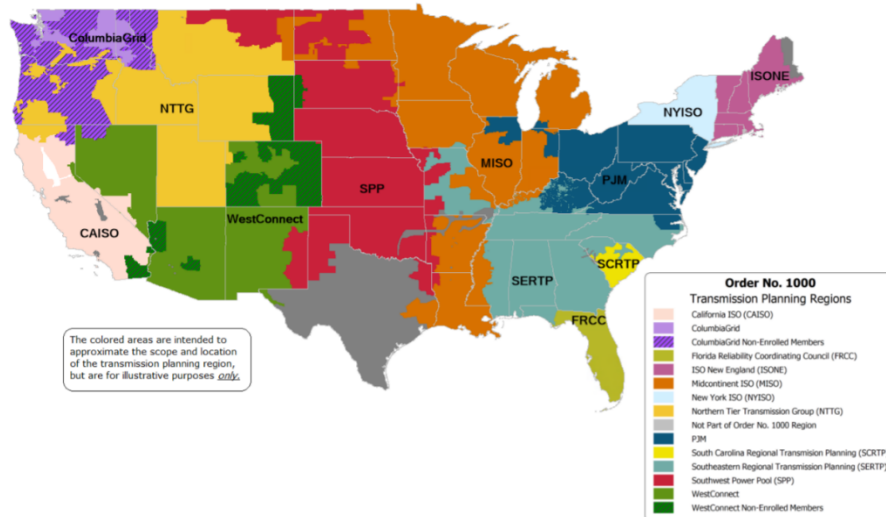 ColumbiaGrid
ISONE
NYISO
NTTG
MISO
PJM
SPP
WestConnect
CAISO
SCRTP
SERTP
FRCC
The colored areas are intended to
approximate the scope and location
of the transmission planning region,
but are for illustrative purposes only.
Order No. 1000
Transmission Planning Regions
California ISO (CAISO)
ColumbiaGrid
ColumbiaGrid Non-Enrolled Members
Florida Reliability Coordinating Council (FRCC)
ISO New England (ISONE)
Midcontinent ISO (MISO)
New York ISO (NYISO)
Northern Tier Transmission Group (NTTG)
Not Part of Order No. 1000 Region
PJM
South Carolina Regional Transmision Planning (SCRTP)
Southeastern Regional Transmission Planning (SERTP)
Southwest Power Pool (SPP)
WestConnect
WestConnect Non-Enrolled Members